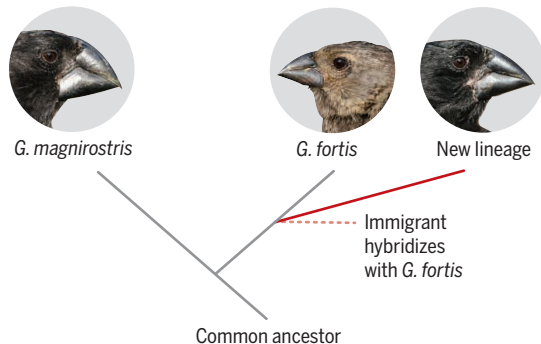 G. magnirostris
G. fortis
New lineage
Immigrant
hybridizes
with G. fortis
Common ancestor